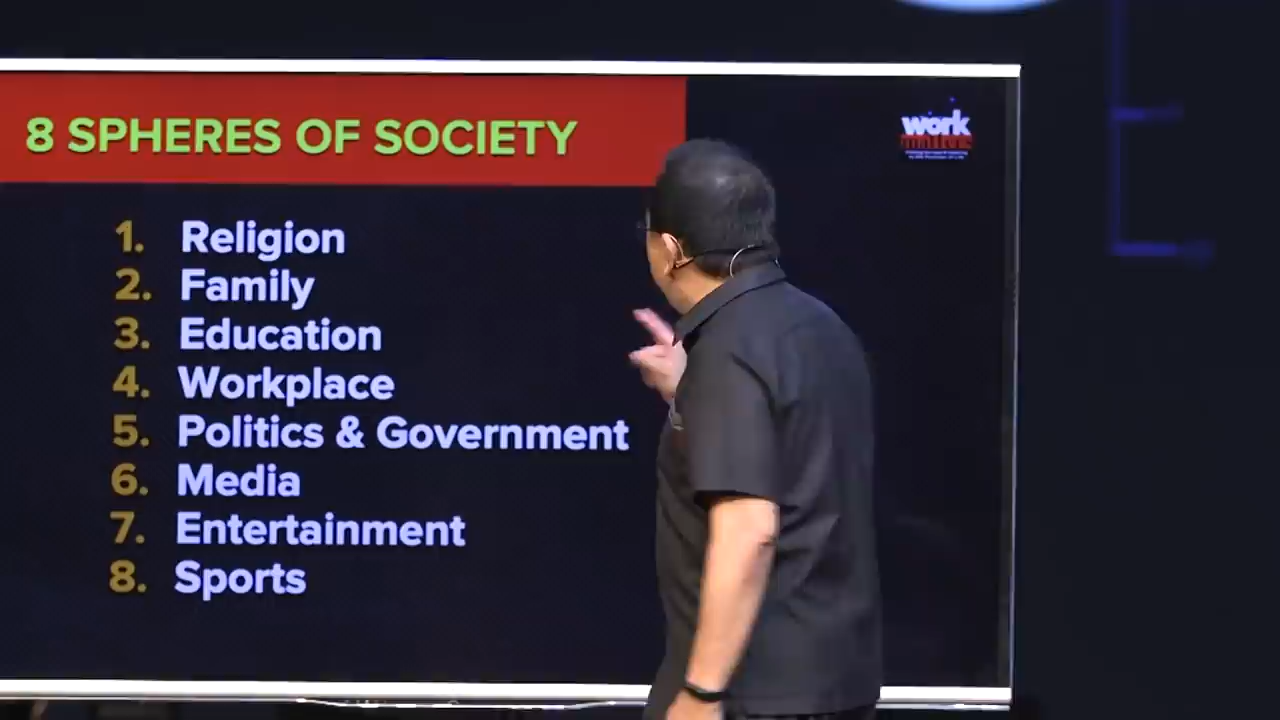 8 SPHERES OF SOCIETY
work
1. Religion
2. Family
3. Education
4. Workplace
5. Politics & Government
6. Media
7. Entertainment
8. Sports